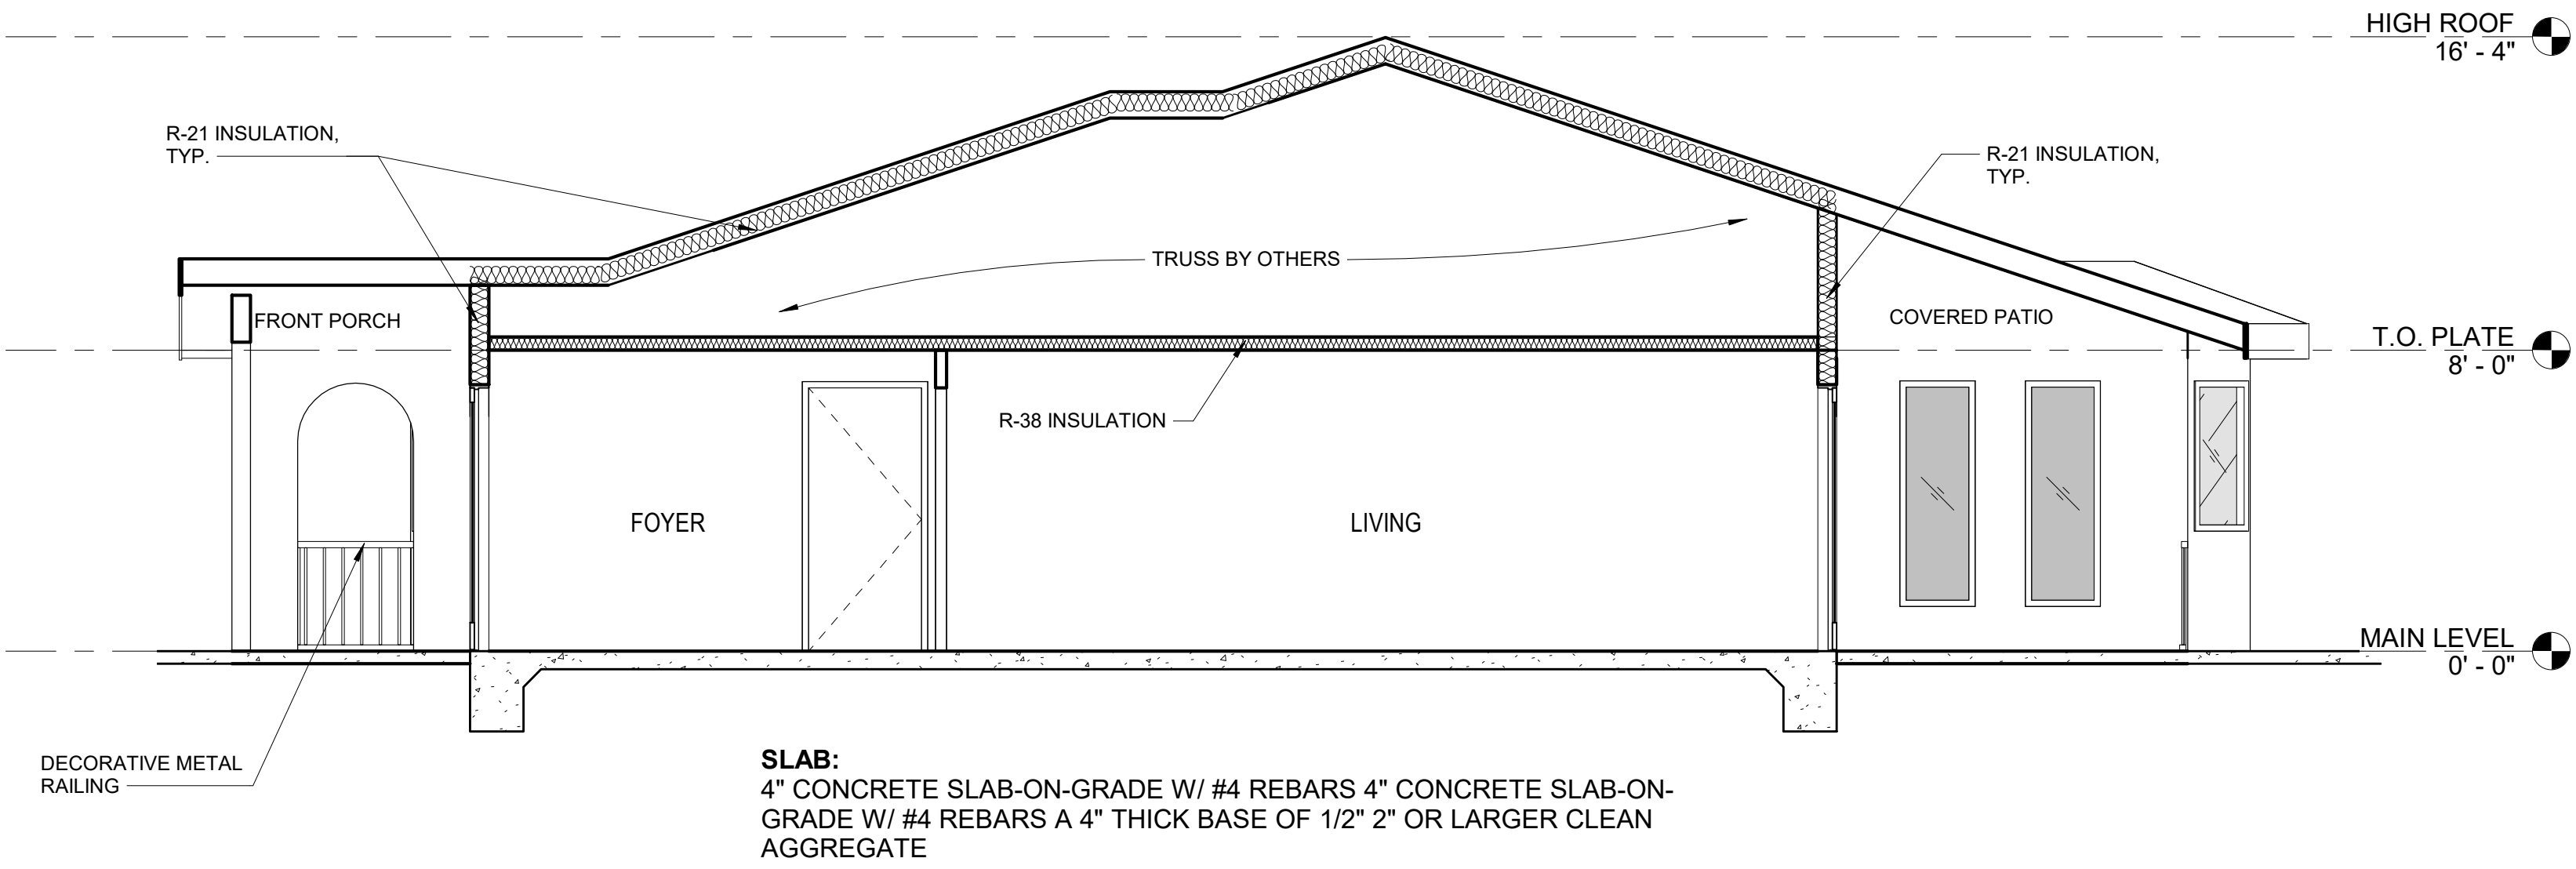 HIGH ROOF
16' - 4"
R-21 INSULATION,
TYP.
R-21 INSULATION,
TYP.
TRUSS BY OTHERS
FRONT PORCH
COVERED PATIO
T.O. PLATE
8' - 0"
R-38 INSULATION
FOYER
LIVING
MAIN LEVEL
0' - 0"
DECORATIVE METAL
RAILING
SLAB:
4" CONCRETE SLAB-ON-GRADE W/ #4 REBARS 4" CONCRETE SLAB-ON-
GRADE W/ #4 REBARS A 4" THICK BASE OF 1/2" 2" OR LARGER CLEAN
AGGREGATE